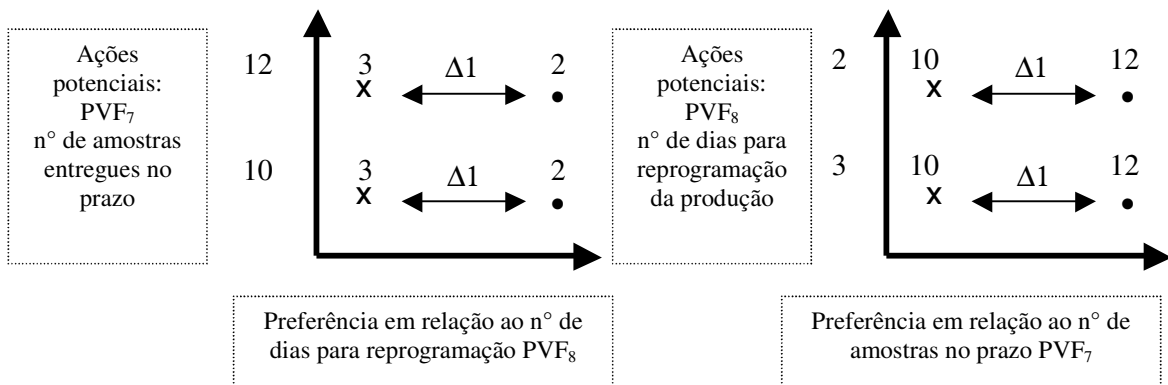 Ações
potenciais:
PVF₇
n° de amostras
entregues no
prazo
12
3
x
Δ1
2
10
3
x
Δ1
2
Preferência em relação ao n° de
dias para reprogramação PVF₈
Ações
potenciais:
PVF₈
n° de dias para
reprogramação
da produção
2
10
x
Δ1
12
3
10
x
Δ1
12
Preferência em relação ao n° de
amostras no prazo PVF₇